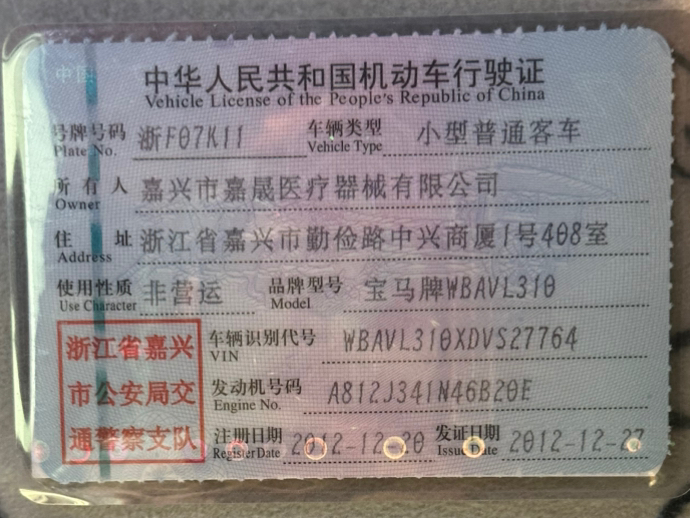 中国
中华人民共和国机动车行驶证
Vehicle License of the People's Republic of China
号牌号码 浙F07K11 车辆类型 小型普通客车
Plate No. Vehicle Type
所有人 嘉兴市嘉晟医疗器械有限公司
Owner
住址 浙江省嘉兴市勤俭路中兴商厦1号408室
Address
使用性质 非营运 品牌型号 宝马牌WBAVL310
Use Character Model
浙江省嘉兴 车辆识别代号 WBAVL310XDVS27764
VIN
市公安局交 发动机号码 A812J341N46B20E
Engine No.
通警察支队 注册日期 2012-12-20 发证日期 2012-12-27
Register Date Issue Date